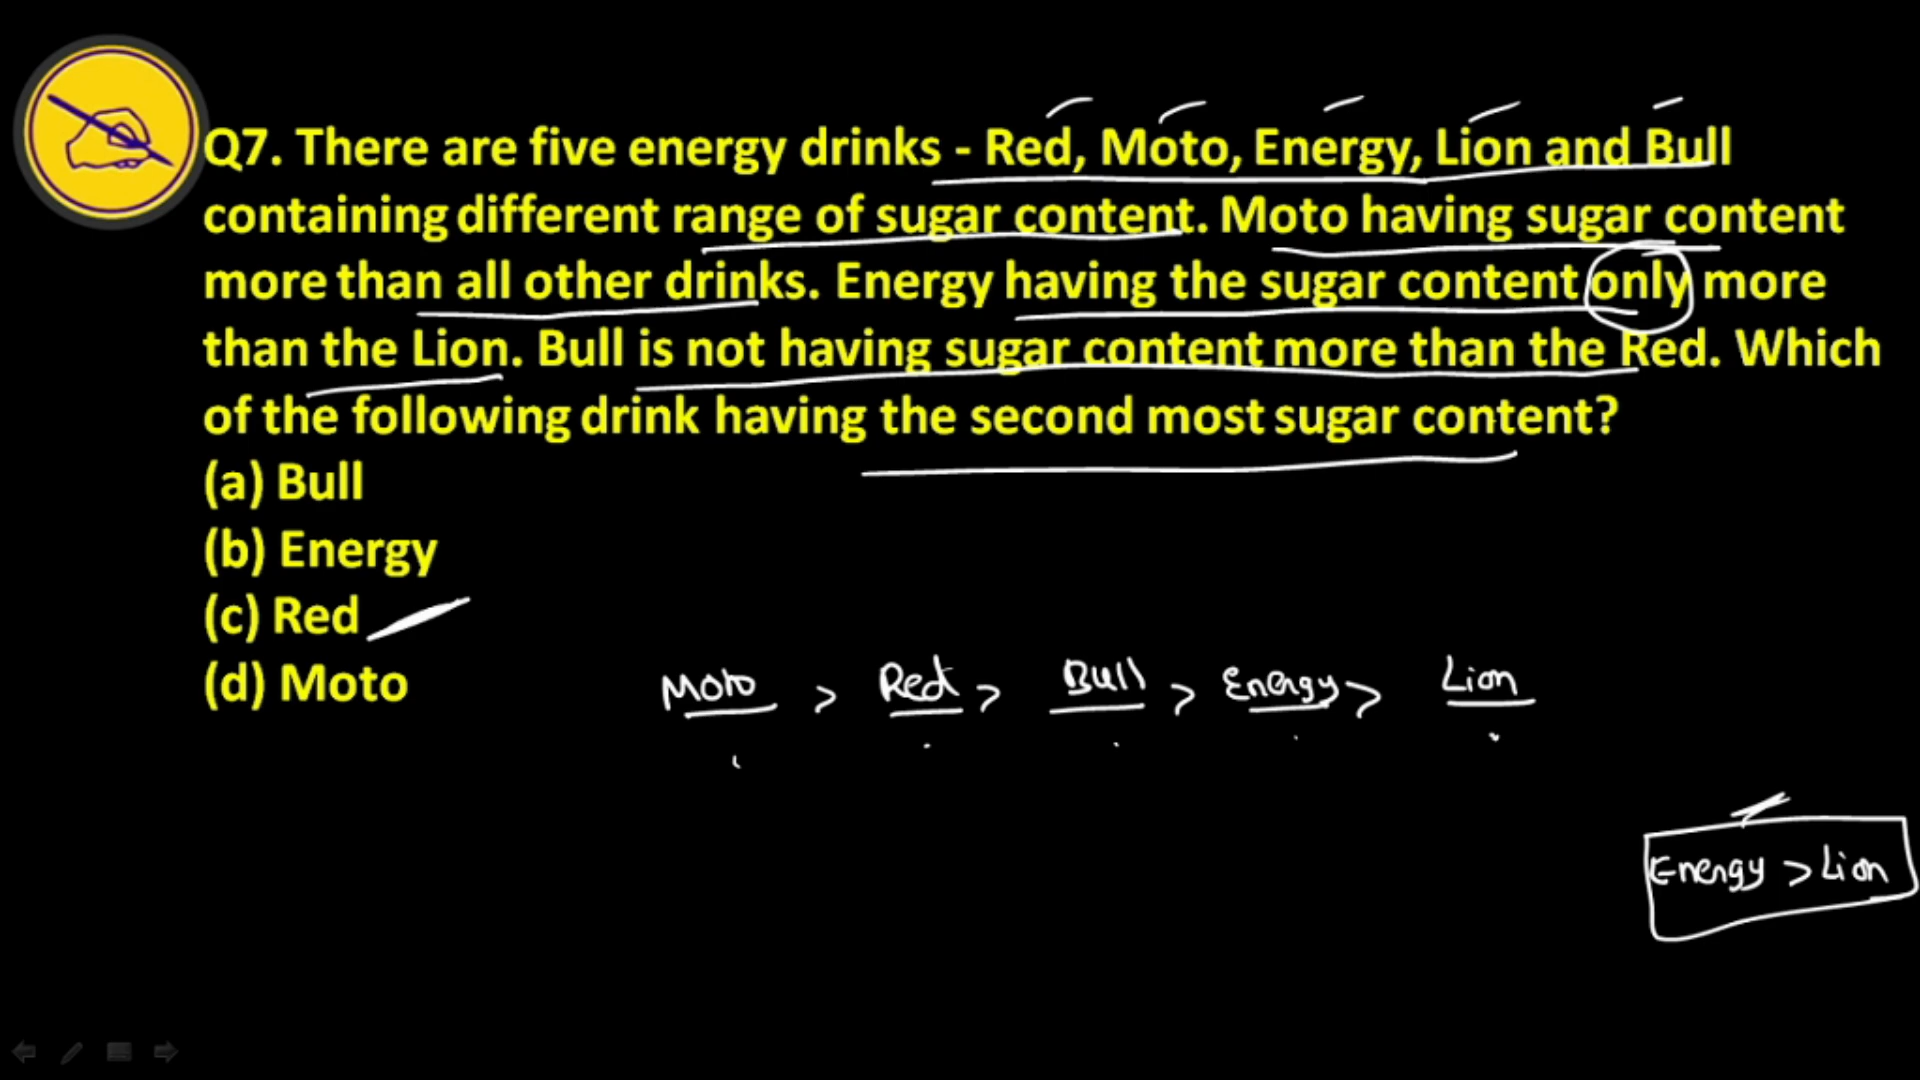 Q7. There are five energy drinks - Red, Moto, Energy, Lion and Bull
containing different range of sugar content. Moto having sugar content
more than all other drinks. Energy having the sugar content only more
than the Lion. Bull is not having sugar content more than the Red. Which
of the following drink having the second most sugar content?
(a) Bull
(b) Energy
(c) Red
(d) Moto
Moto > Red > Bull > Energy > Lion
Energy > Lion